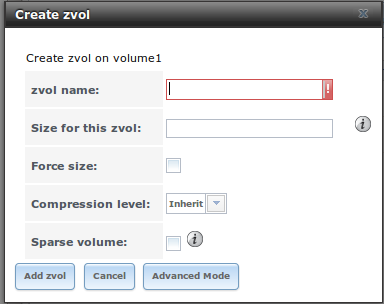 Create zvol
Create zvol on volume1
zvol name:
Size for this zvol:
Force size:
Compression level: Inherit
Sparse volume:
Add zvol Cancel Advanced Mode